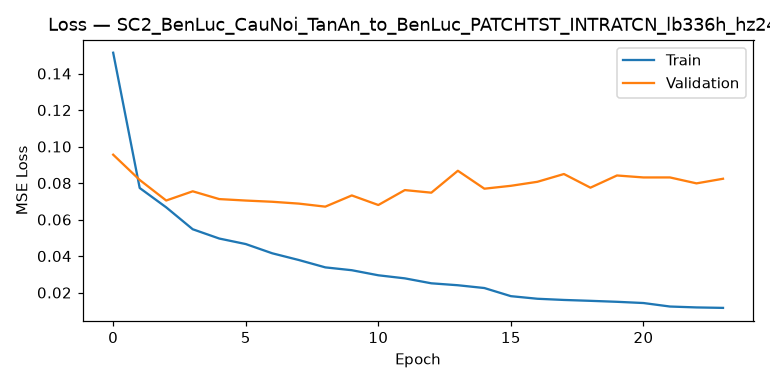 Loss — SC2_BenLuc_CauNoi_TanAn_to_BenLuc_PATCHTST_INTRATCN_lb336h_hz24
Train
Validation
MSE Loss
0.14
0.12
0.10
0.08
0.06
0.04
0.02
0 5 10 15 20
Epoch